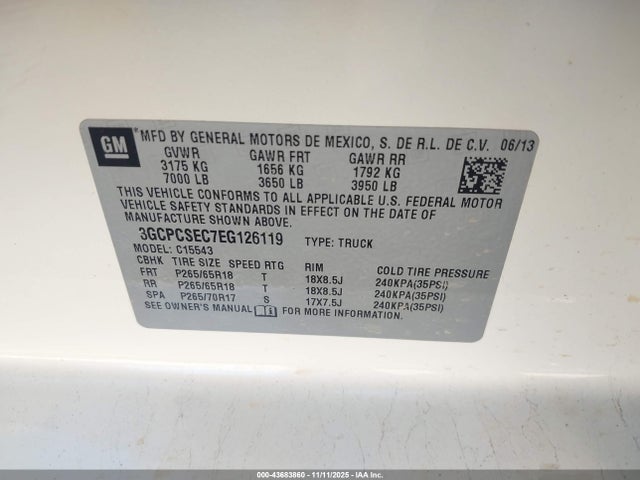 GM
*MFD BY GENERAL MOTORS DE MEXICO, S. DE R.L. DE C.V. 06/13
GVWR GAWR FRT GAWR RR
3175 KG 1656 KG 1792 KG
7000 LB 3650 LB 3950 LB
THIS VEHICLE CONFORMS TO ALL APPLICABLE U.S. FEDERAL MOTOR
VEHICLE SAFETY STANDARDS IN EFFECT ON THE DATE OF
MANUFACTURE SHOWN ABOVE.
3GCPCSEC7EG126119 TYPE: TRUCK
MODEL: C15543
CBHK TIRE SIZE SPEED RTG RIM COLD TIRE PRESSURE
FRT P265/65R18 T 18X8.5J 240KPA(35PSI)
RR P265/65R18 T 18X8.5J 240KPA(35PSI)
SPA P265/70R17 S 17X7.5J 240KPA(35PSI)
SEE OWNER'S MANUAL i FOR MORE INFORMATION.
000-43683860 - 11/11/2025 - IAA, Inc.